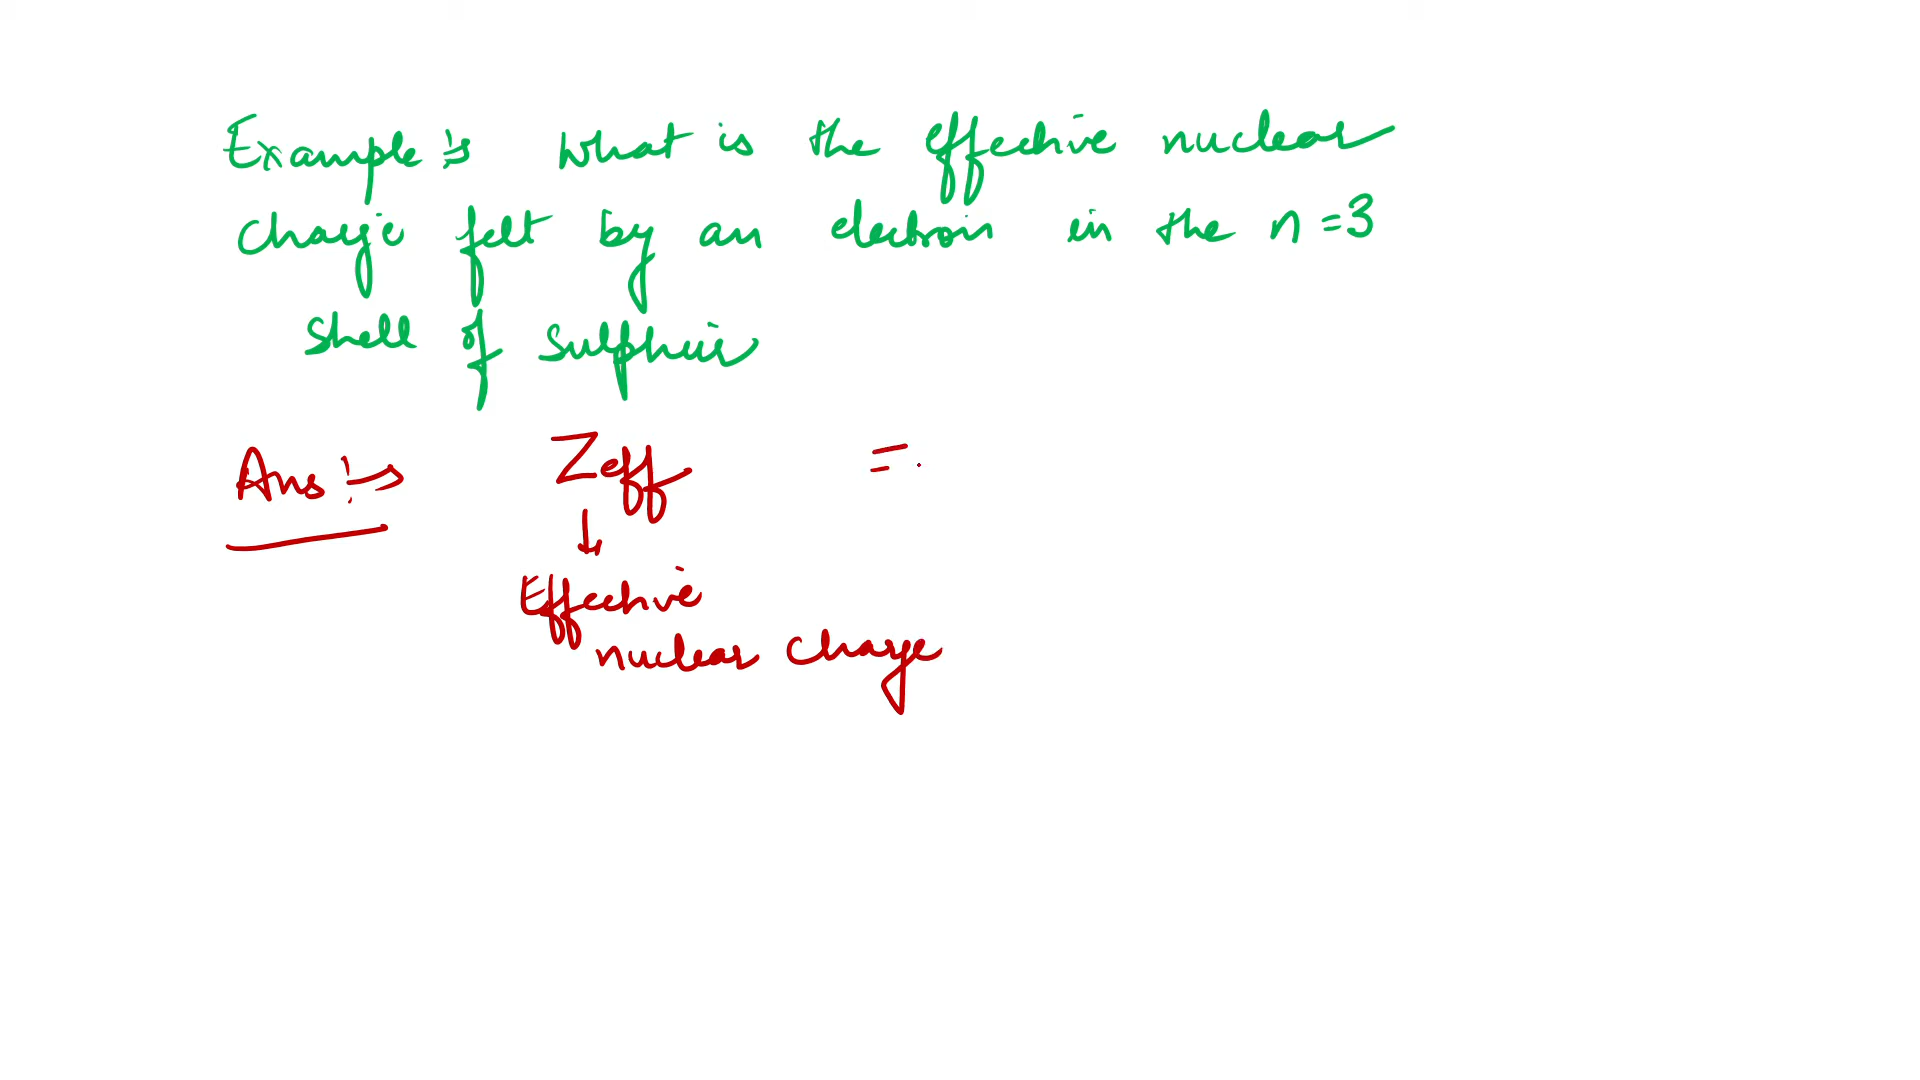 Example:→ What is the effective nuclear
charge felt by an electron in the n=3
shell of sulphur
Ans:→ Zeff =
↓
Effective
nuclear charge